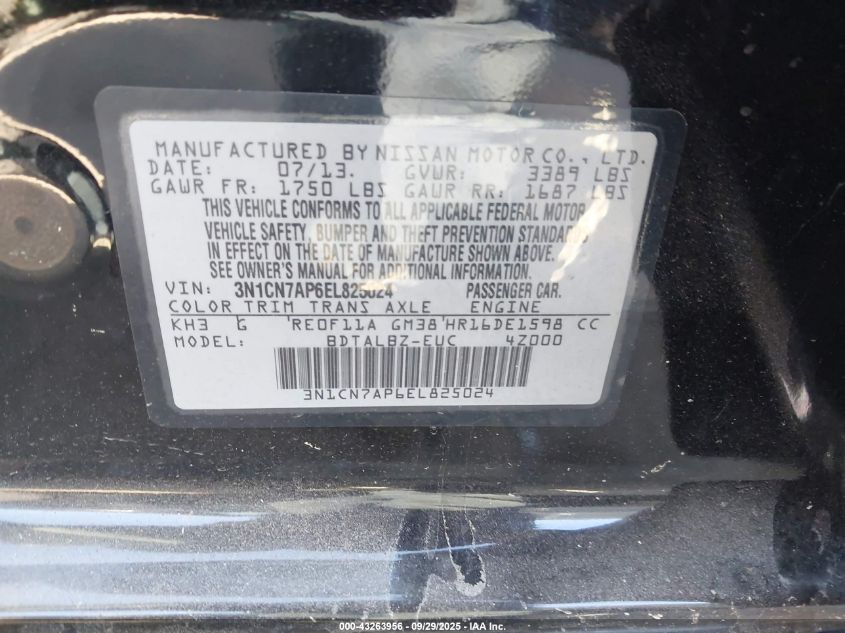 MANUFACTURED BY NISSAN MOTOR CO., LTD.
DATE: 07/13. GVWR: 3389 LBS
GAWR FR: 1750 LBS GAWR RR: 1687 LBS
THIS VEHICLE CONFORMS TO ALL APPLICABLE FEDERAL MOTOR
VEHICLE SAFETY, BUMPER AND THEFT PREVENTION STANDARDS
IN EFFECT ON THE DATE OF MANUFACTURE SHOWN ABOVE.
SEE OWNER'S MANUAL FOR ADDITIONAL INFORMATION.
VIN: 3N1CN7AP6EL825024 PASSENGER CAR.
COLOR TRIM TRANS AXLE ENGINE
KH3 G 'RE0F11A GM38'HR16DE1598 CC
MODEL: BDTALBZ-EUC 4Z000
3N1CN7AP6EL825024
000-43263956 - 09/29/2025 - IAA Inc.